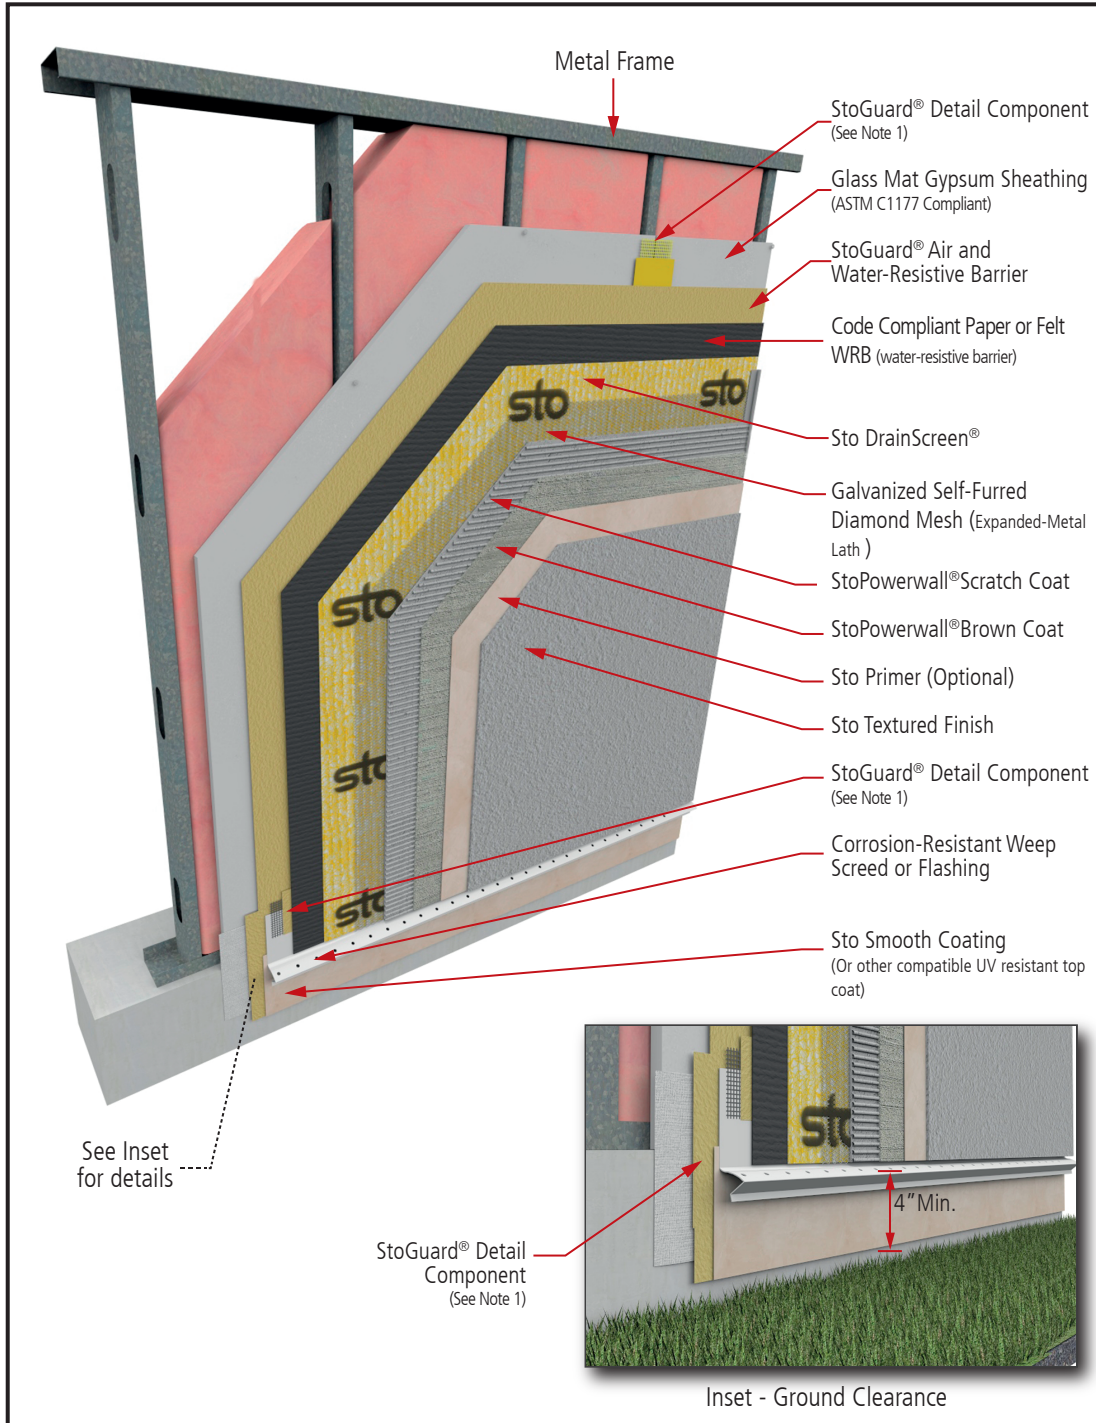 Metal Frame
StoGuard® Detail Component
(See Note 1)
Glass Mat Gypsum Sheathing
(ASTM C1177 Compliant)
StoGuard® Air and
Water-Resistive Barrier
Code Compliant Paper or Felt
WRB (water-resistive barrier)
Sto DrainScreen®
Galvanized Self-Furred
Diamond Mesh (Expanded-Metal
Lath )
StoPowerwall® Scratch Coat
StoPowerwall® Brown Coat
Sto Primer (Optional)
Sto Textured Finish
StoGuard® Detail Component
(See Note 1)
Corrosion-Resistant Weep
Screed or Flashing
Sto Smooth Coating
(Or other compatible UV resistant top
coat)
sto
sto
sto
sto
sto
See Inset
for details
StoGuard® Detail
Component
(See Note 1)
sto
4” Min.
Inset - Ground Clearance